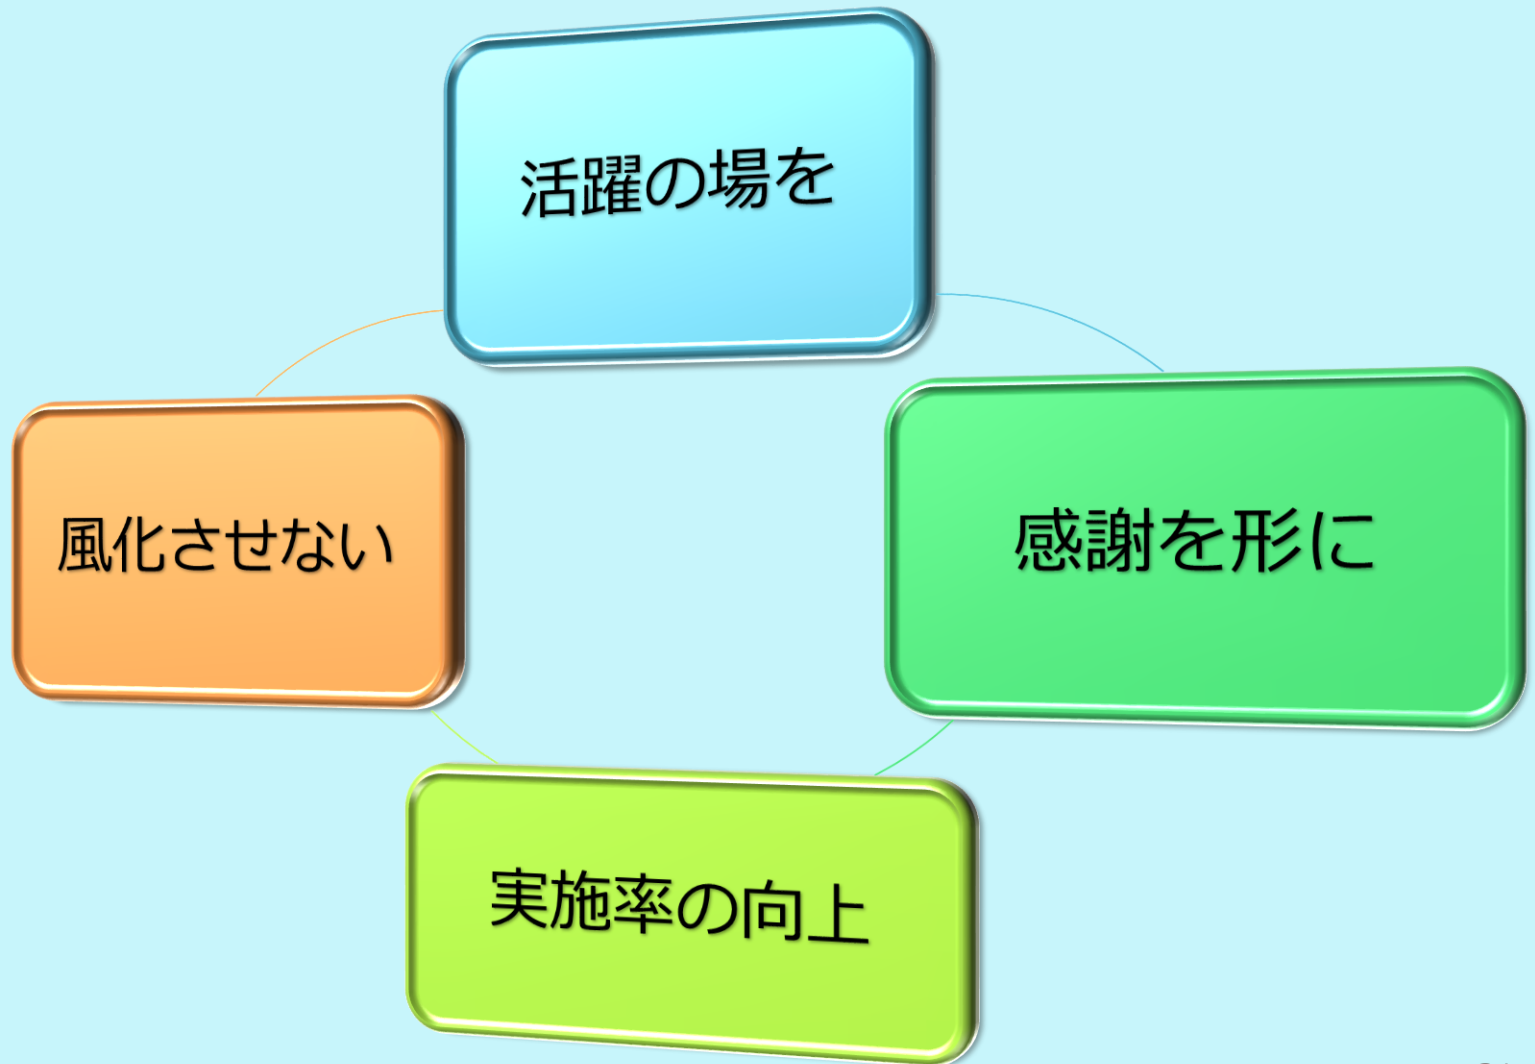 活躍の場を
感謝を形に
実施率の向上
風化させない